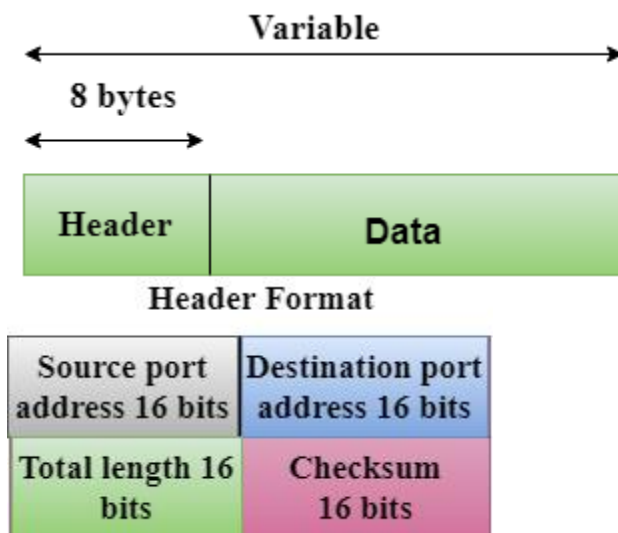 Variable
8 bytes
Header
Data
Header Format
Source port
address 16 bits
Destination port
address 16 bits
Total length 16
bits
Checksum
16 bits